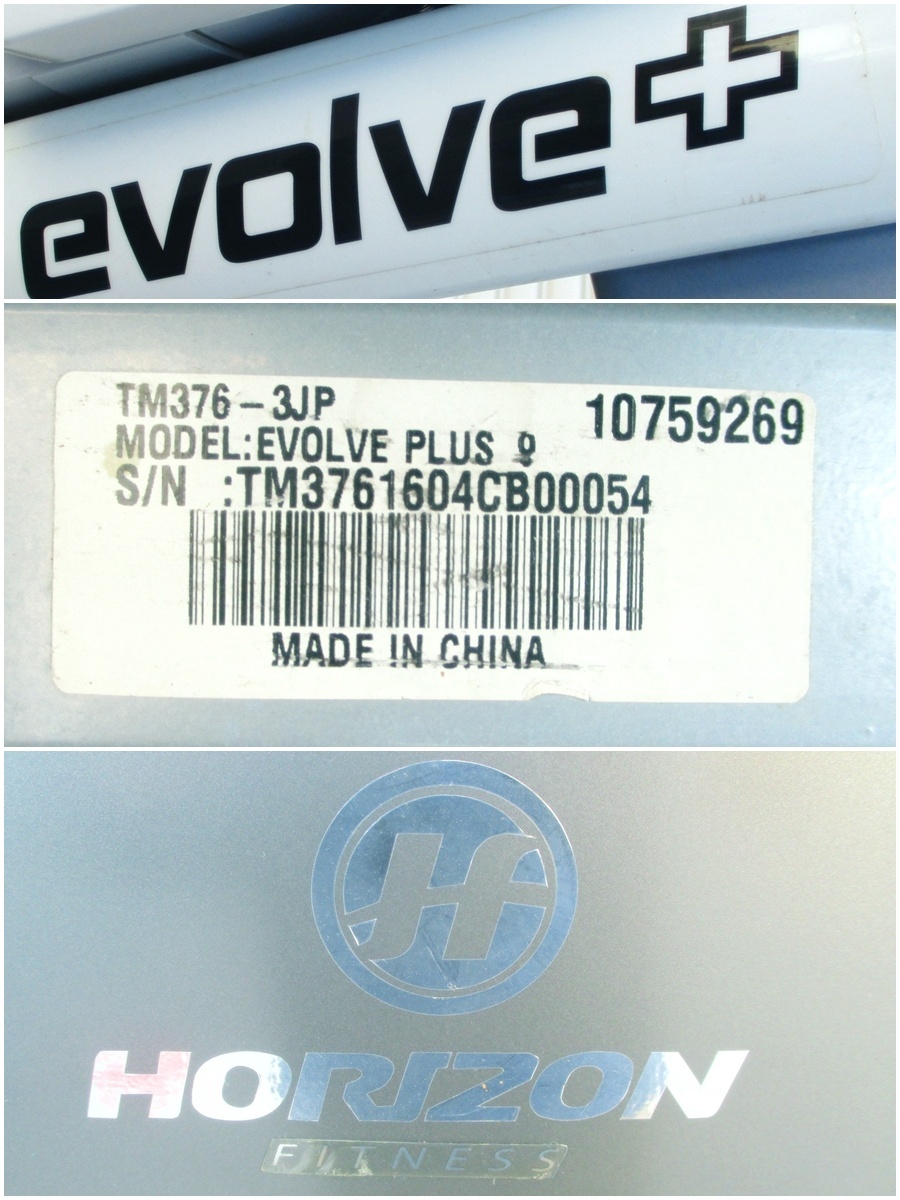 evolve+
TM376-3JP
10759269
MODEL:EVOLVE PLUS
S/N :TM3761604CB00054
MADE IN CHINA
HORIZON
FITNESS